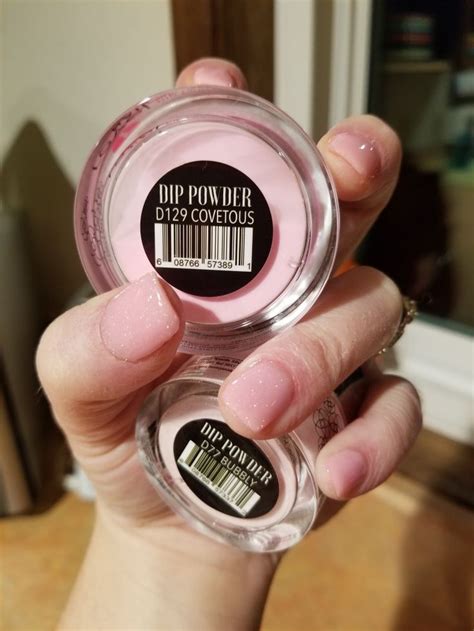 DIP POWDER
D129 COVETOUS
6 08766 57389 1
DIP POWDER
D77 BUBBLY